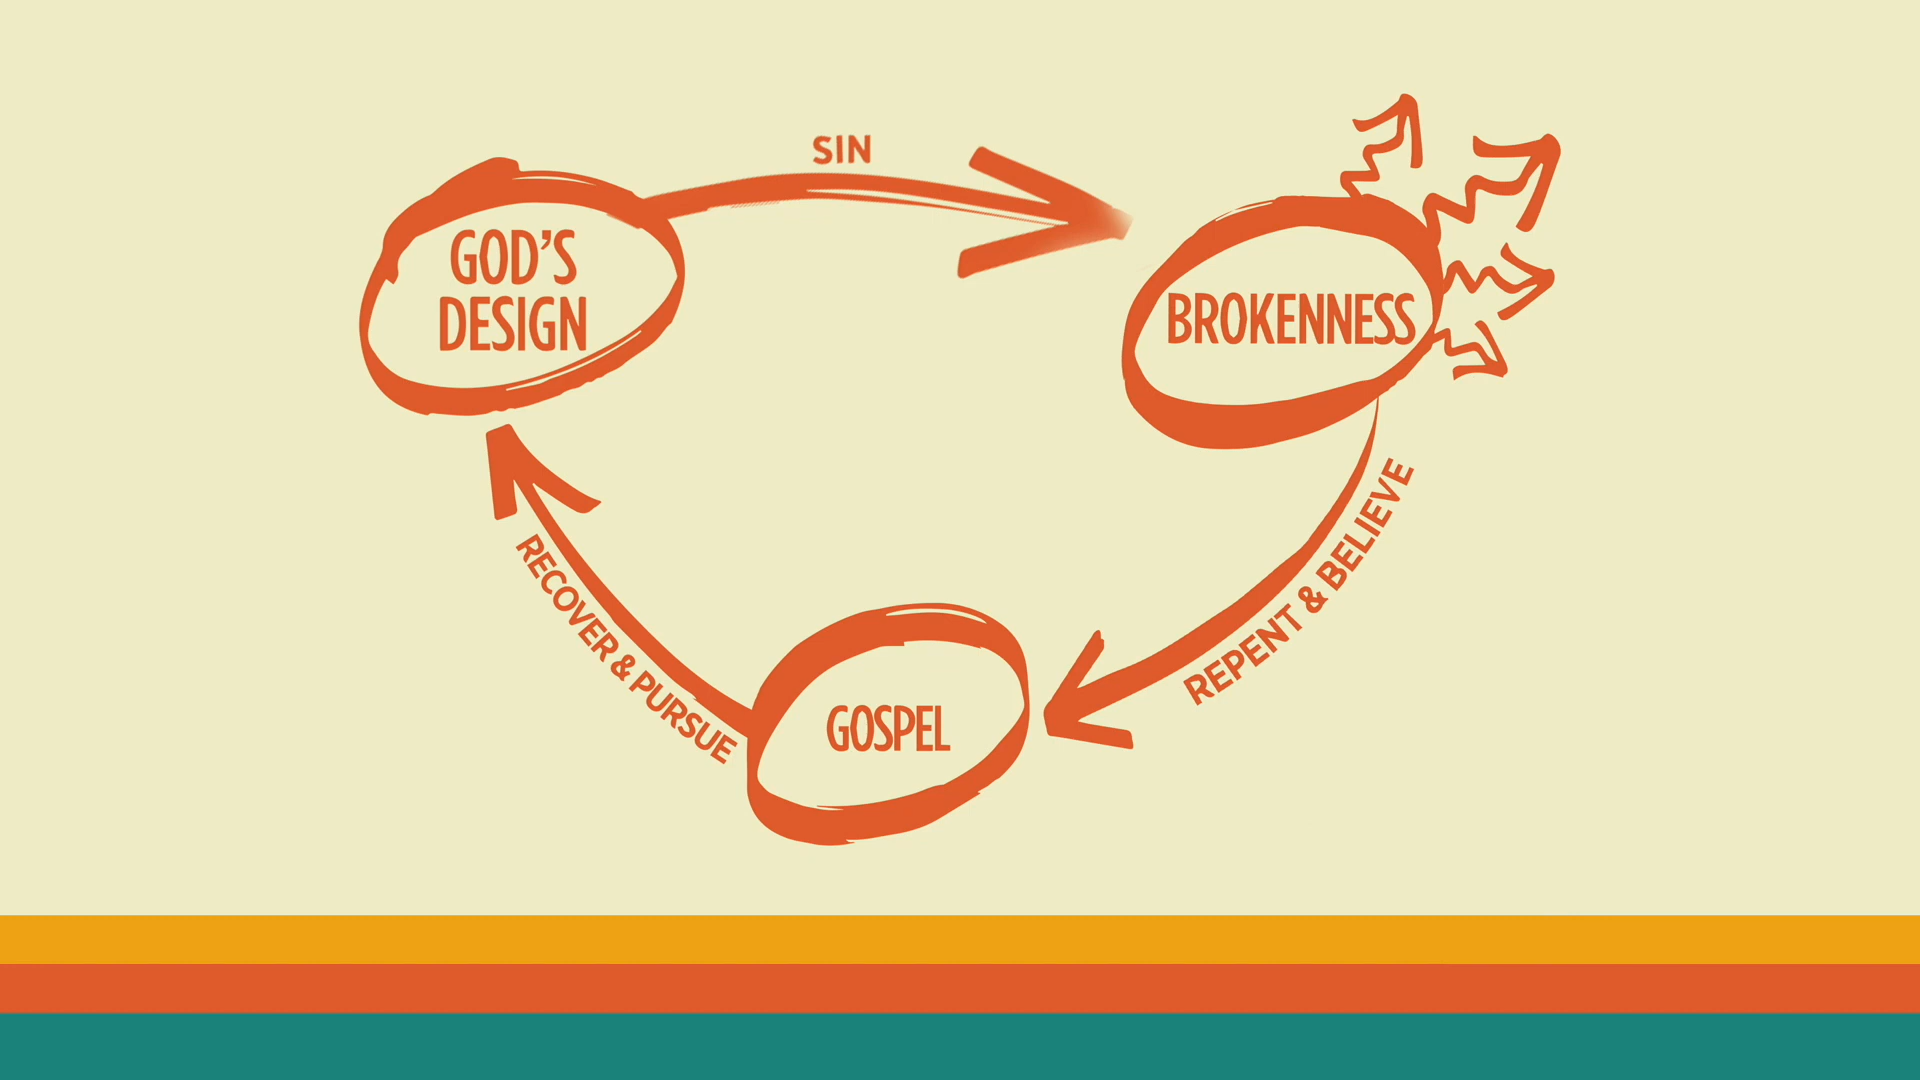 SIN
GOD'S
DESIGN
BROKENNESS
REPENT & BELIEVE
RECOVER & PURSUE
GOSPEL